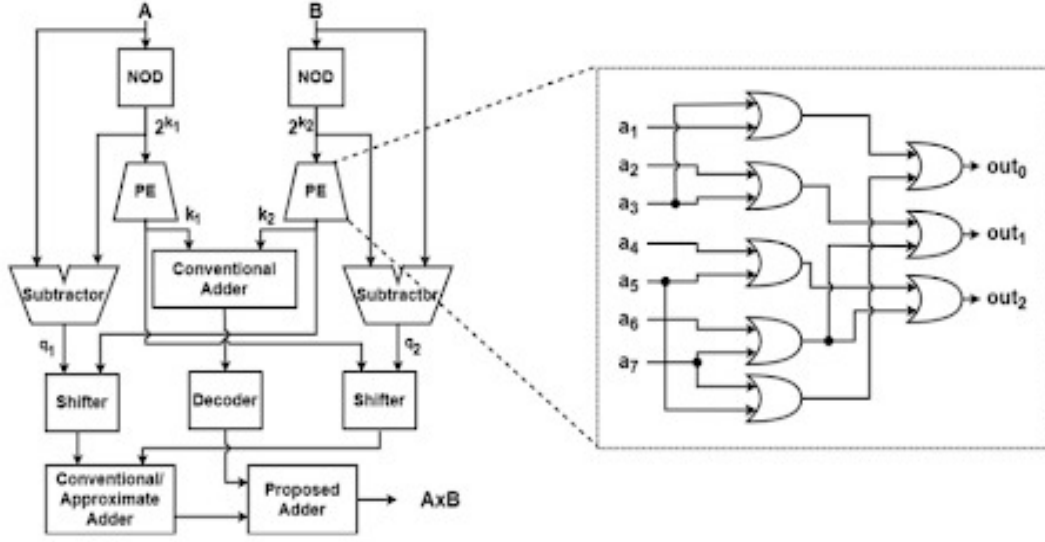 A
B
NOD
NOD
2^k1
2^k2
PE
PE
k1
k2
Conventional
Adder
Subtractor
Subtractbr
q1
q2
Shifter
Decoder
Shifter
Conventional/
Approximate
Adder
Proposed
Adder
AxB
a1
a2
a3
a4
a5
a6
a7
out0
out1
out2